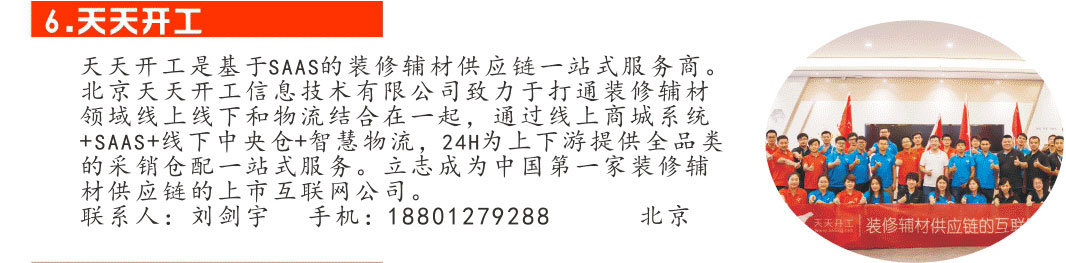 6.天天开工
天天开工是基于SAAS的装修辅材供应链一站式服务商。
北京天天开工信息技术有限公司致力于打通装修辅材
领域线上线下和物流结合在一起，通过线上商城系统
+SAAS+线下中央仓+智慧物流，24H为上下游提供全品类
的采销仓配一站式服务。立志成为中国第一家装修辅
材供应链的上市互联网公司。
联系人：刘剑宇 手机：18801279288 北京
天天开工 装修辅材供应链的互联